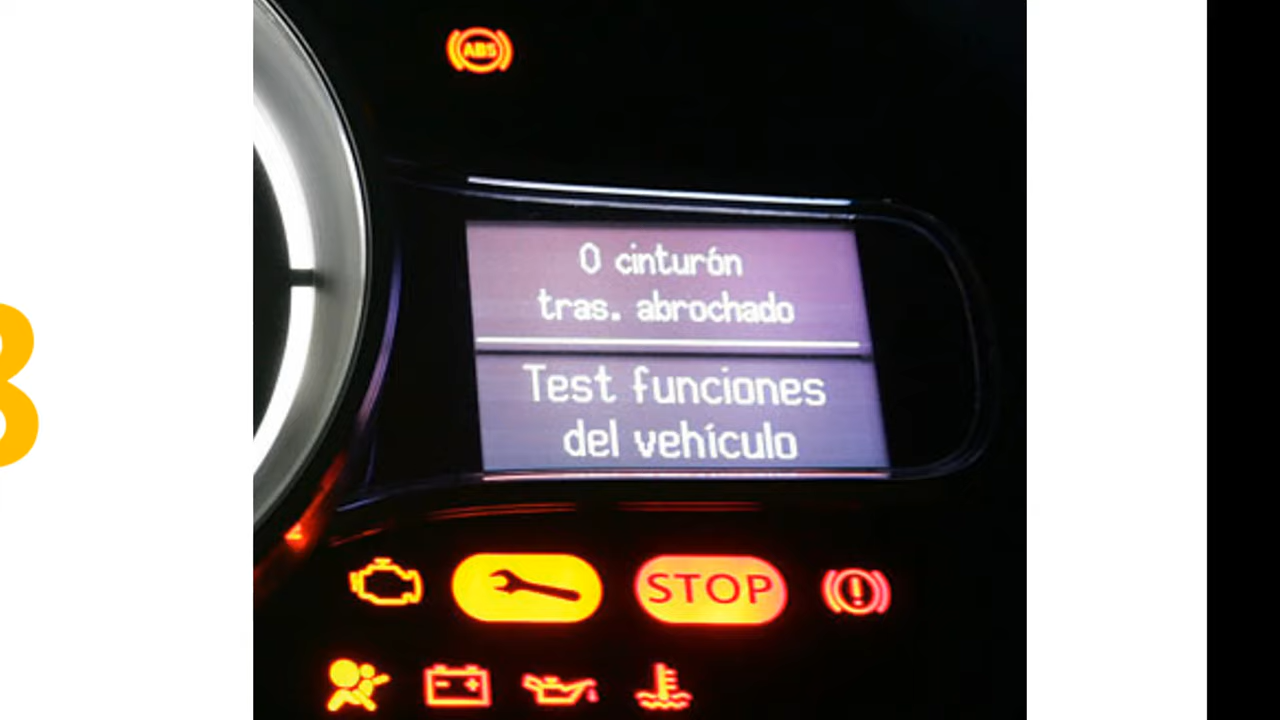 ABS
0 cinturón
tras. abrochado
Test funciones
del vehículo
STOP